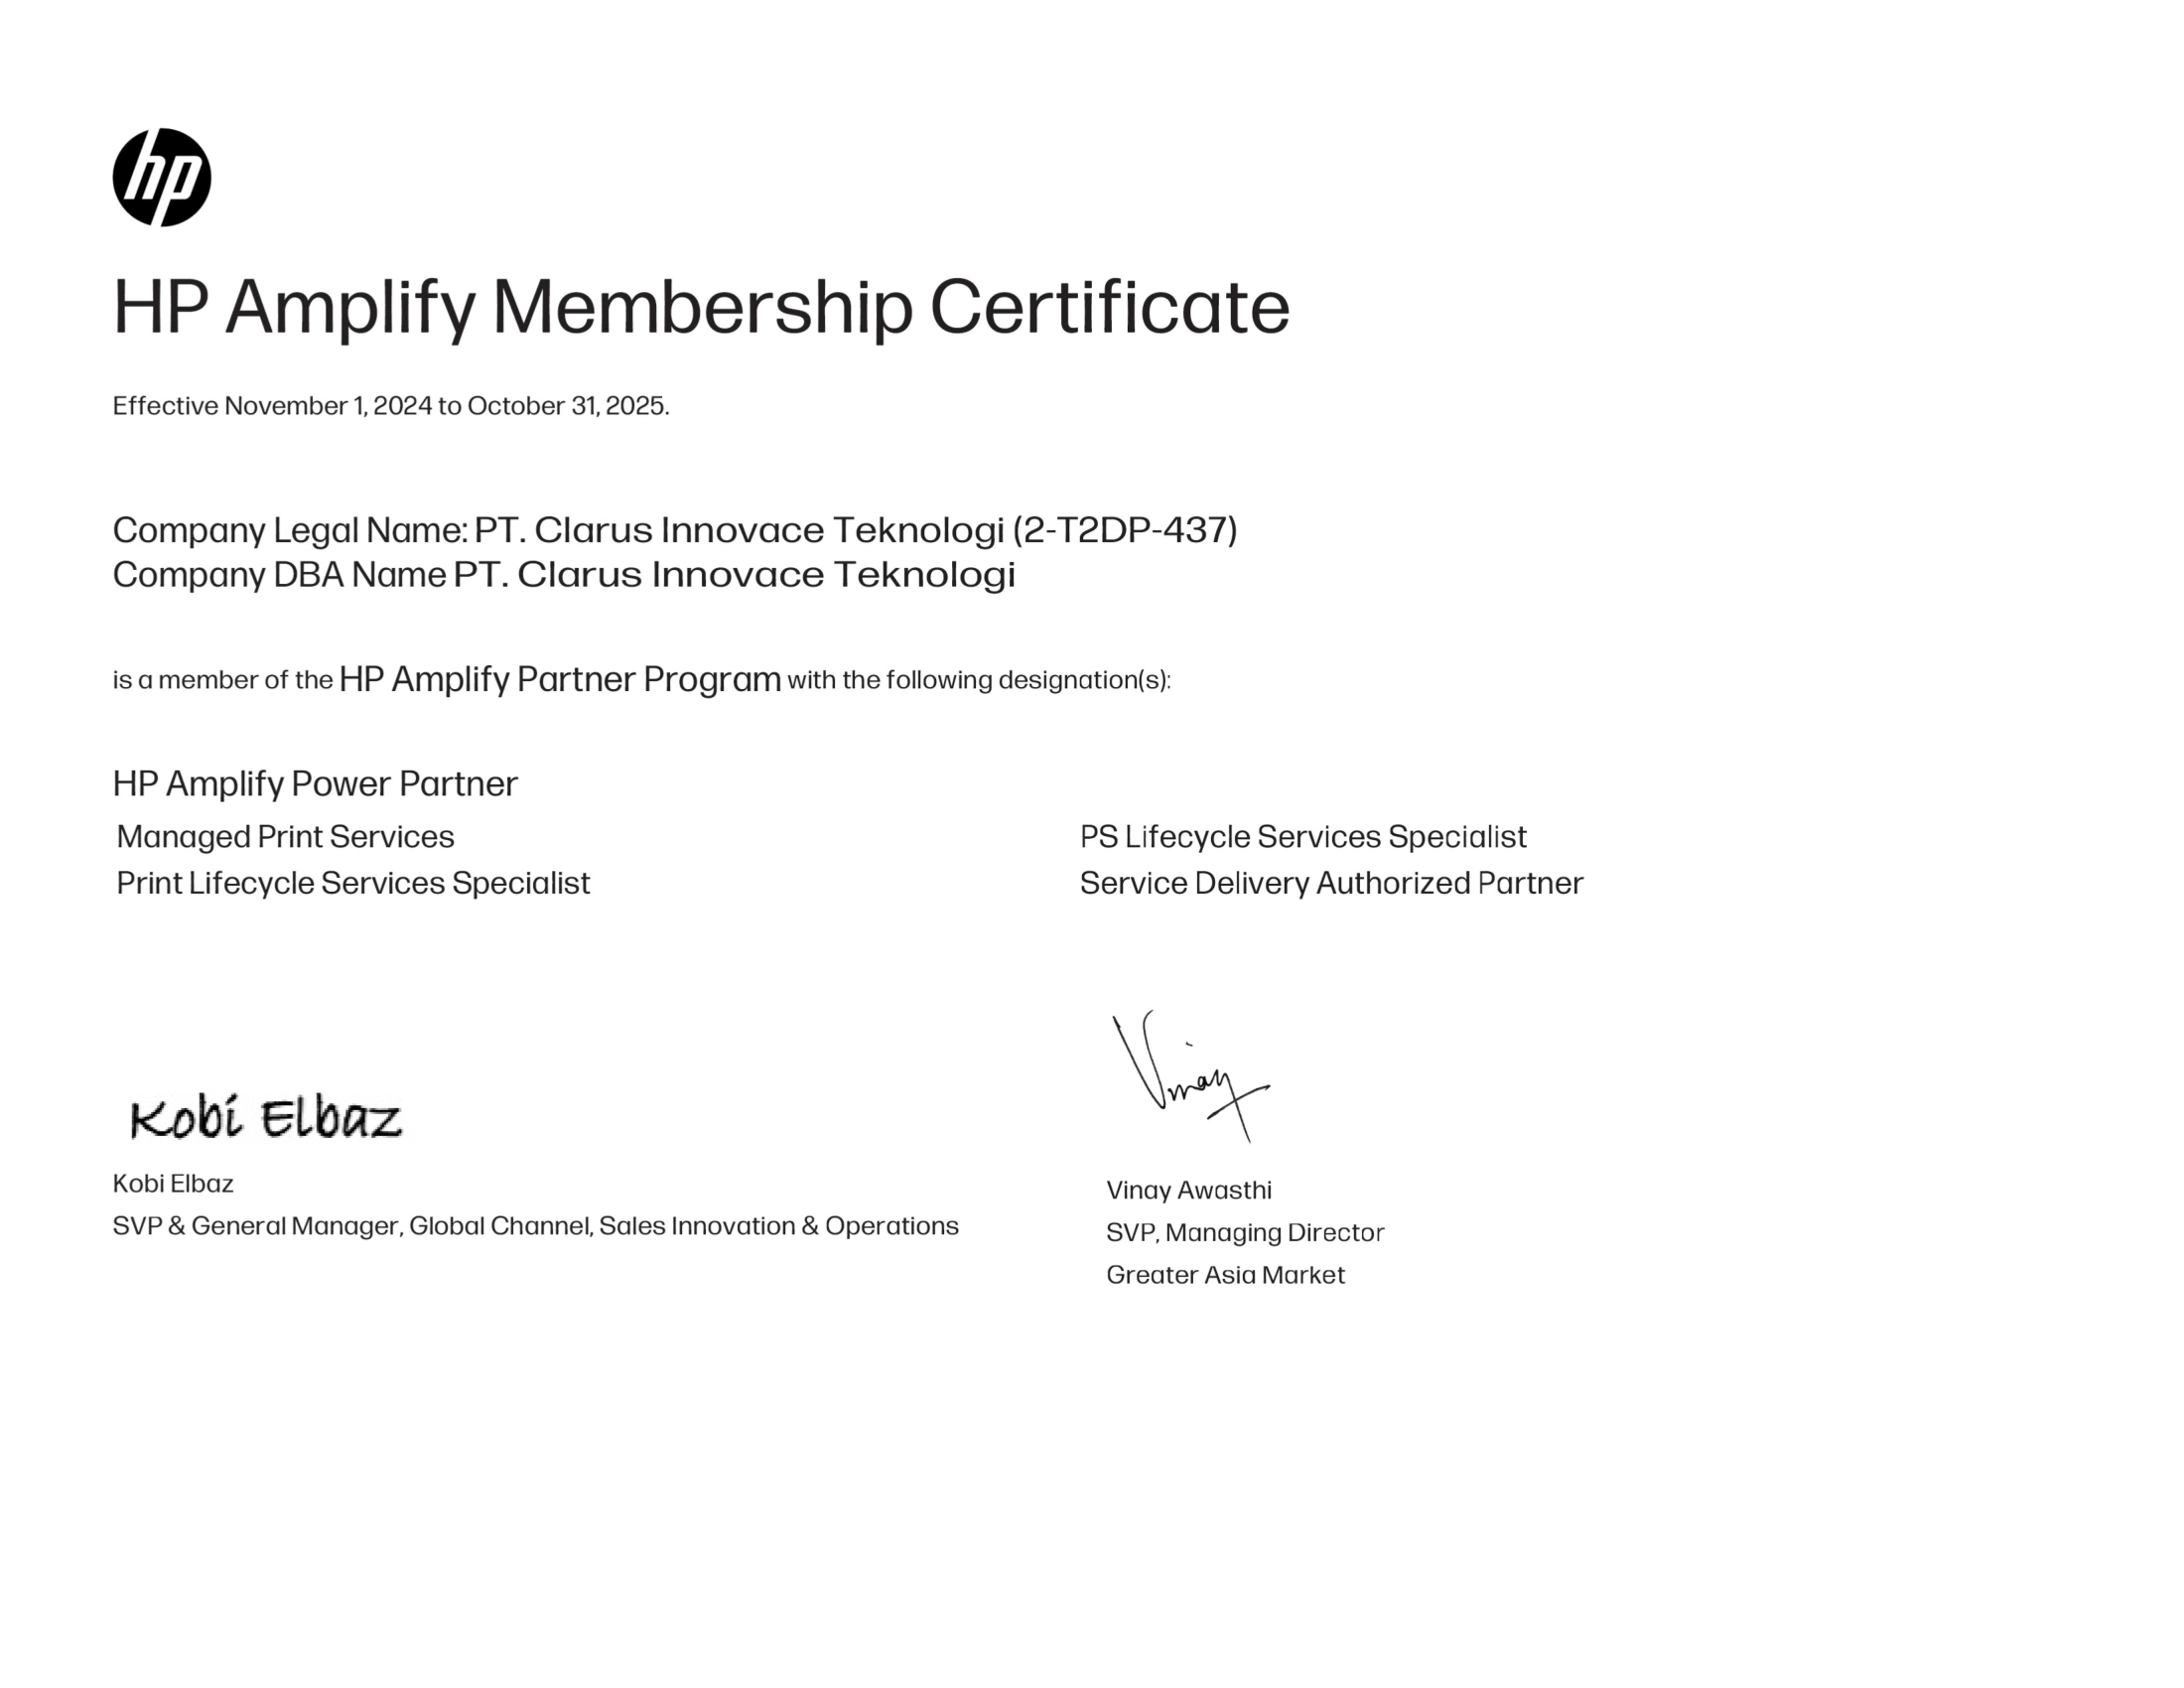 hp
HP Amplify Membership Certificate
Effective November 1, 2024 to October 31, 2025.
Company Legal Name: PT. Clarus Innovace Teknologi (2-T2DP-437)
Company DBA Name PT. Clarus Innovace Teknologi
is a member of the HP Amplify Partner Program with the following designation(s):
HP Amplify Power Partner
Managed Print Services
Print Lifecycle Services Specialist
PS Lifecycle Services Specialist
Service Delivery Authorized Partner
Kobi Elbaz
Kobi Elbaz
SVP & General Manager, Global Channel, Sales Innovation & Operations
Vinay
Vinay Awasthi
SVP, Managing Director
Greater Asia Market